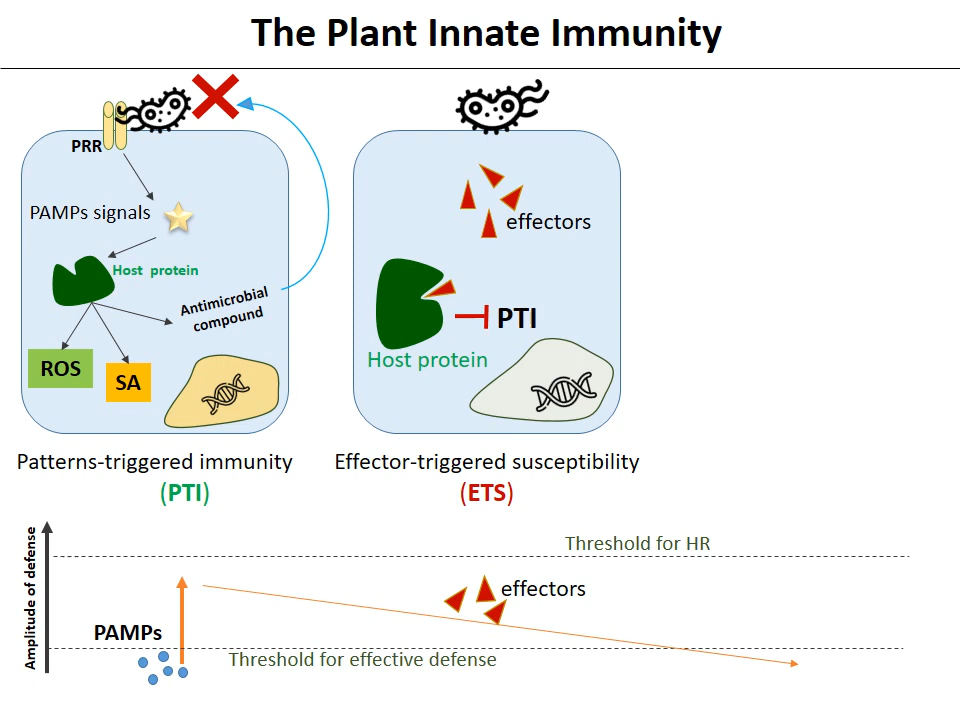 The Plant Innate Immunity
PRR
PAMPs signals
Host protein
Antimicrobial
compound
ROS
SA
effectors
PTI
Host protein
Patterns-triggered immunity
(PTI)
Effector-triggered susceptibility
(ETS)
Amplitude of defense
Threshold for HR
effectors
PAMPs
Threshold for effective defense